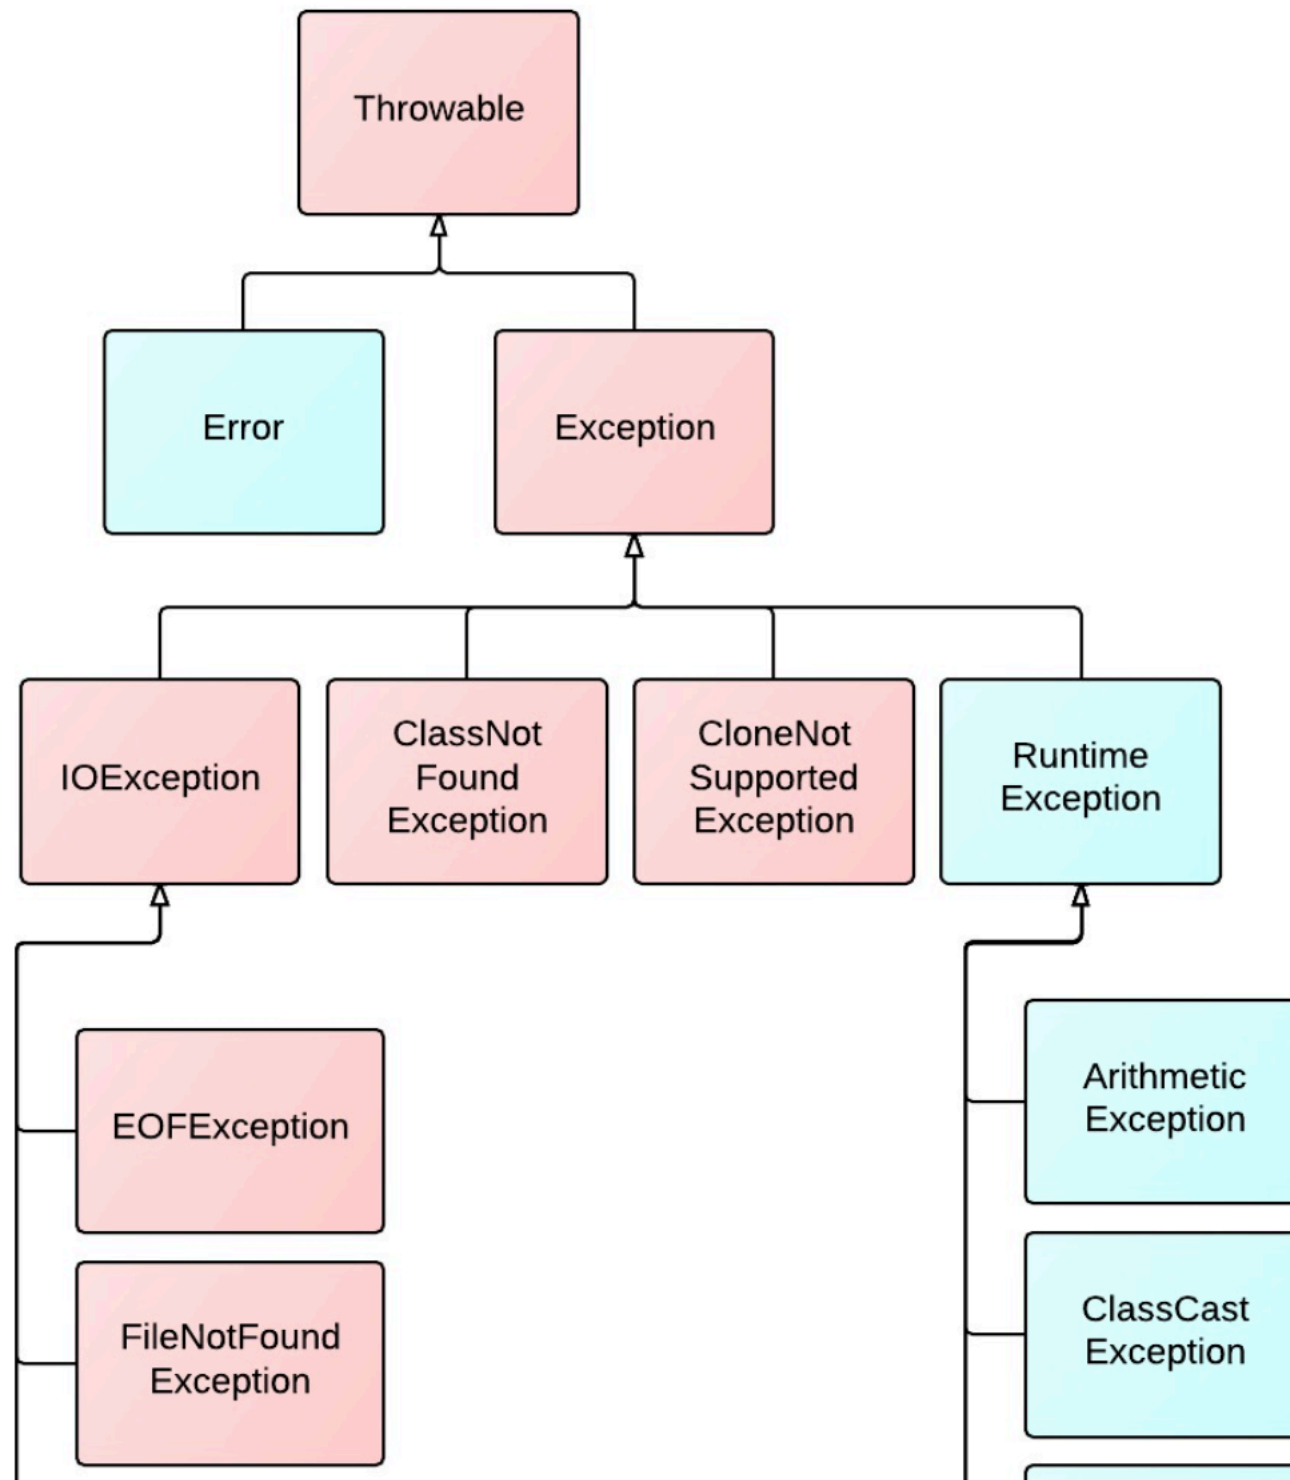 Throwable
Error
Exception
IOException
ClassNot
Found
Exception
CloneNot
Supported
Exception
Runtime
Exception
EOFException
Arithmetic
Exception
FileNotFound
Exception
ClassCast
Exception